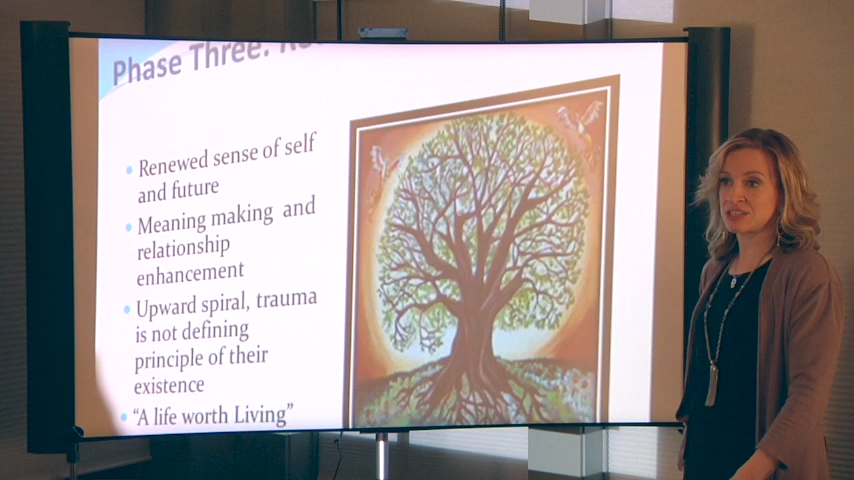 Phase Three:
• Renewed sense of self
and future
• Meaning making and
relationship
enhancement
• Upward spiral, trauma
is not defining
principle of their
existence
• “A life worth Living”